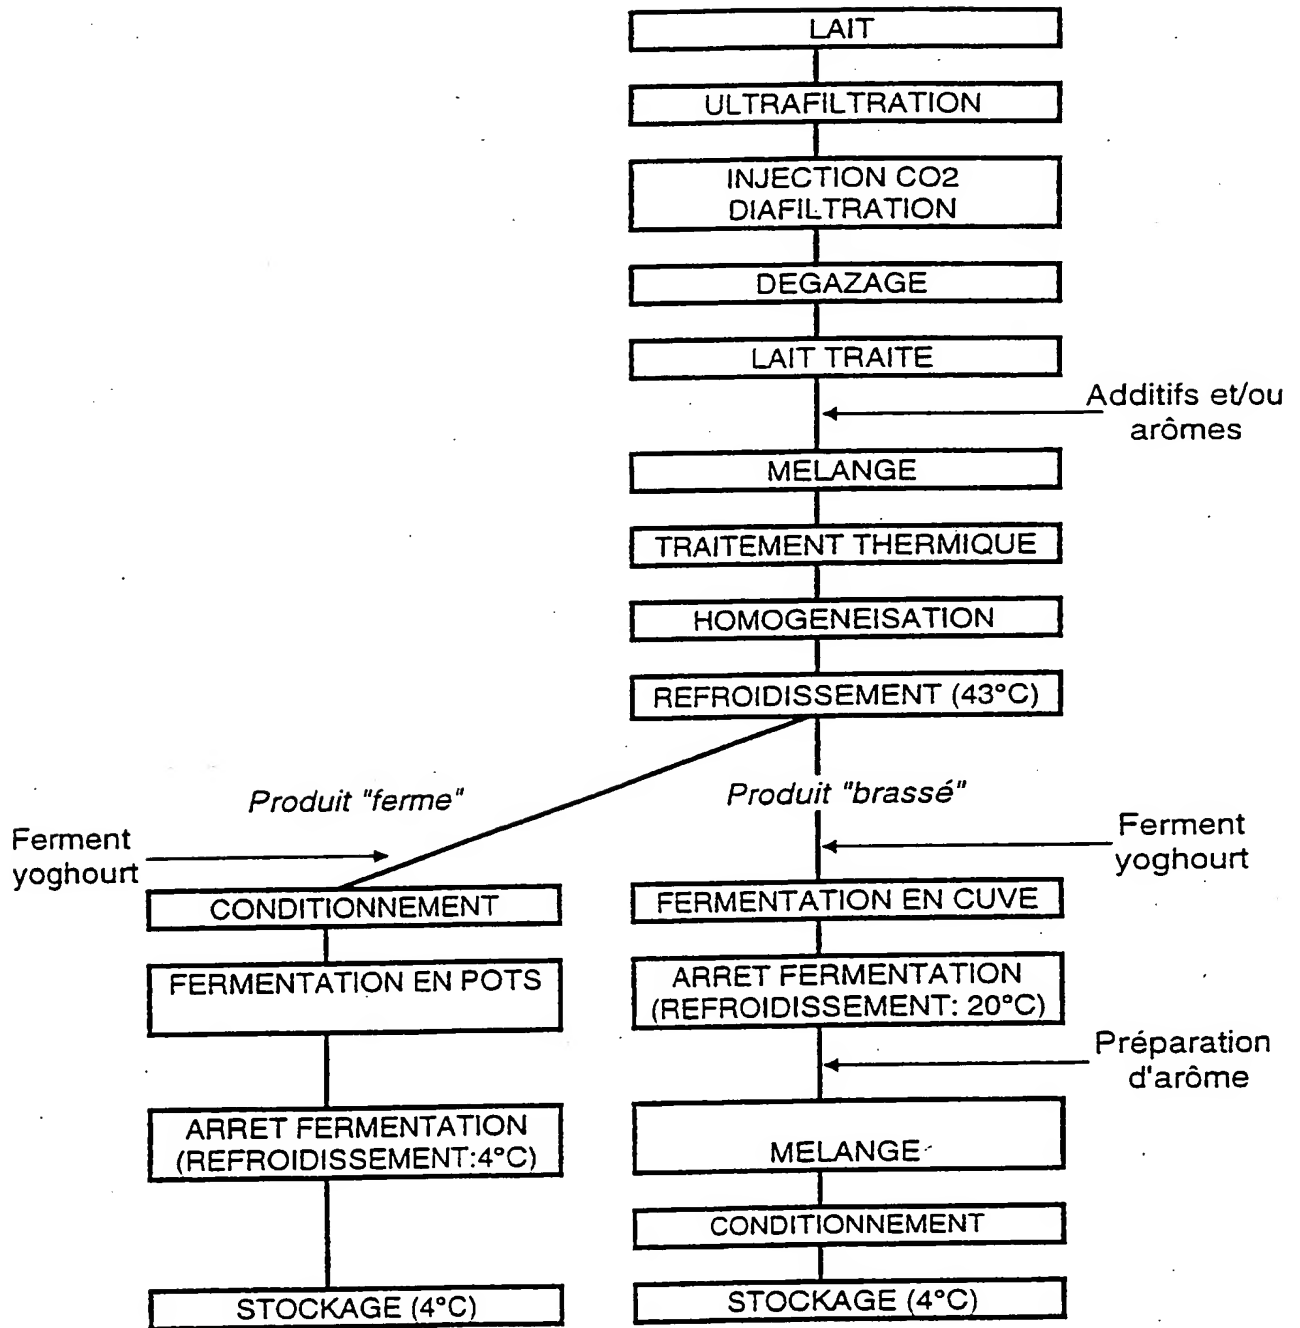 LAIT
ULTRAFILTRATION
INJECTION CO2
DIAFILTRATION
DEGAZAGE
LAIT TRAITE
Additifs et/ou
arômes
MELANGE
TRAITEMENT THERMIQUE
HOMOGENEISATION
REFROIDISSEMENT (43°C)
Produit "ferme"
Ferment
yoghourt
CONDITIONNEMENT
FERMENTATION EN POTS
ARRET FERMENTATION
(REFROIDISSEMENT:4°C)
STOCKAGE (4°C)
Produit "brassé"
Ferment
yoghourt
FERMENTATION EN CUVE
ARRET FERMENTATION
(REFROIDISSEMENT: 20°C)
Préparation
d'arôme
MELANGE
CONDITIONNEMENT
STOCKAGE (4°C)